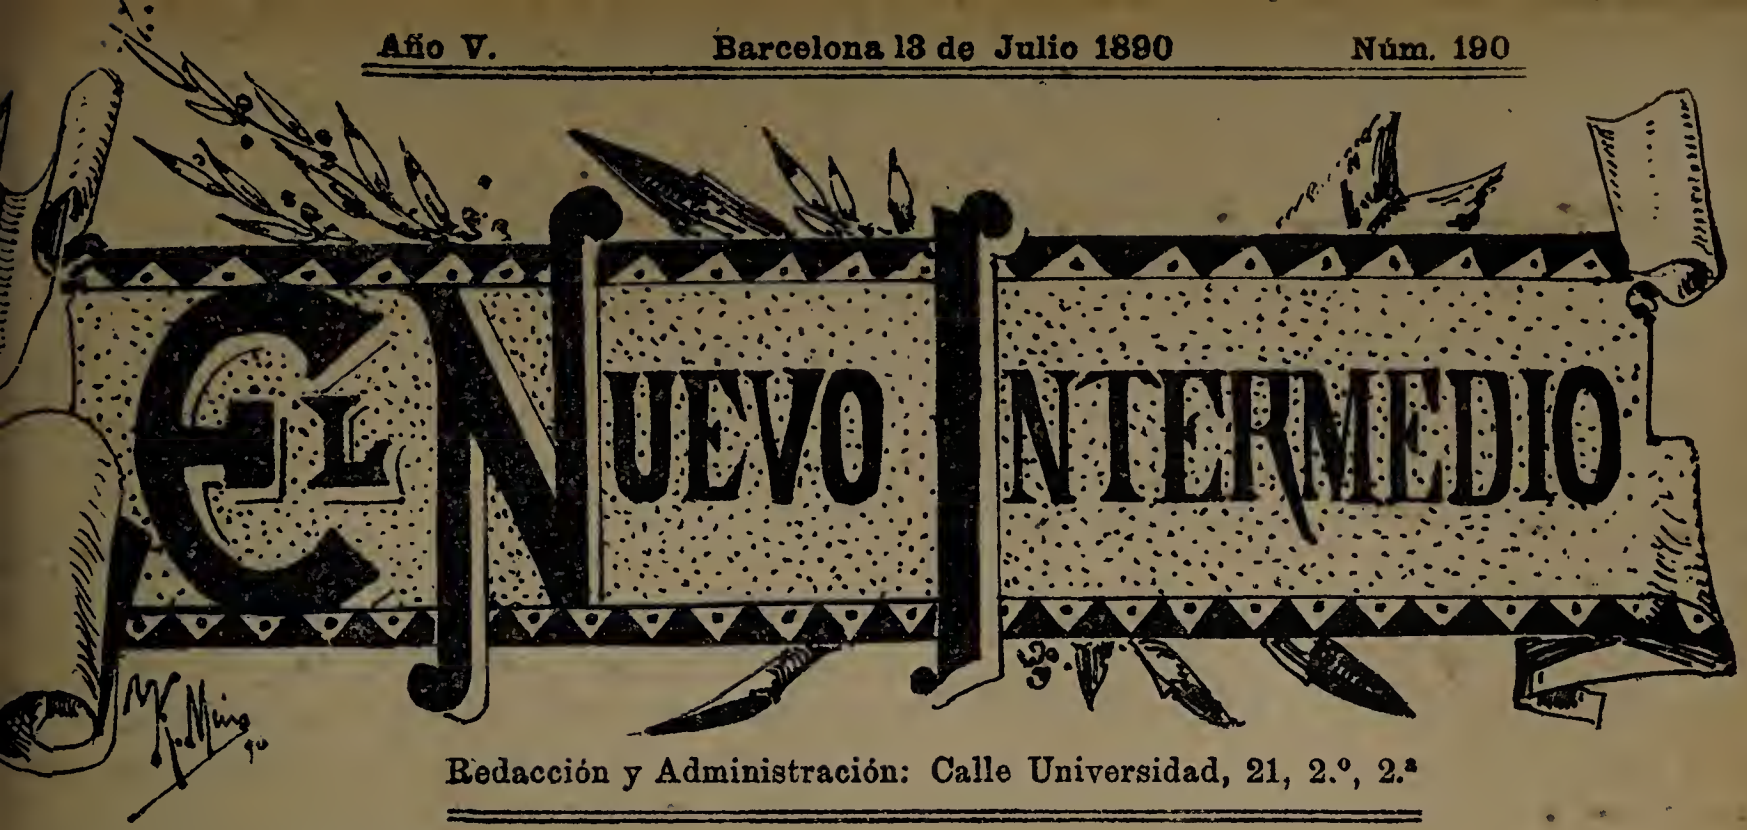 Año V. Barcelona 13 de Julio 1890 Núm. 190
EL NUEVO INTERMEDIO
Redacción y Administración: Calle Universidad, 21, 2.º, 2.ª